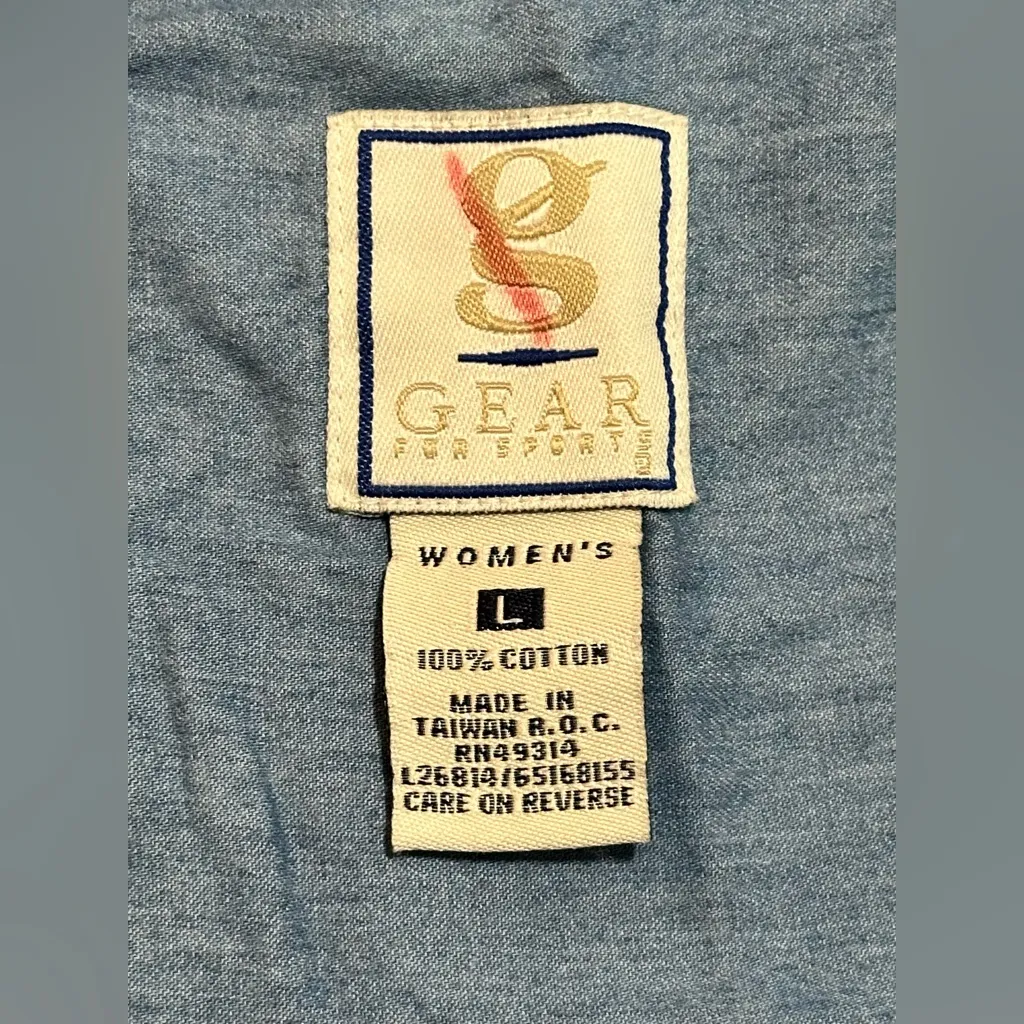 g
GEAR
FOR SPORTS
WOMEN'S
L
100% COTTON
MADE IN
TAIWAN R.O.C.
RN49314
L26814/65168155
CARE ON REVERSE